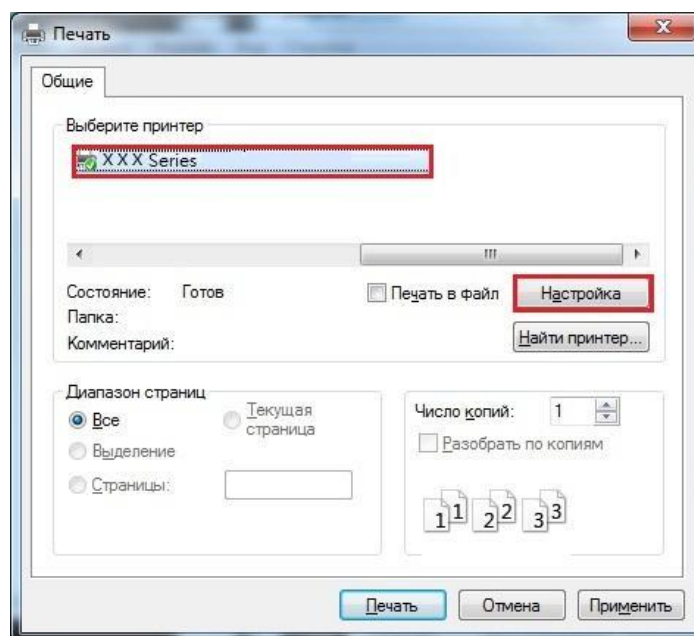 Печать
Общие
Выберите принтер
X X X Series
Состояние: Готов
Печать в файл
Настройка
Папка:
Комментарий:
Найти принтер...
Диапазон страниц
Все
Текущая страница
Выделение
Страницы:
Число копий: 1
Разобрать по копиям
1 1 2 2 3 3
Печать Отмена Применить